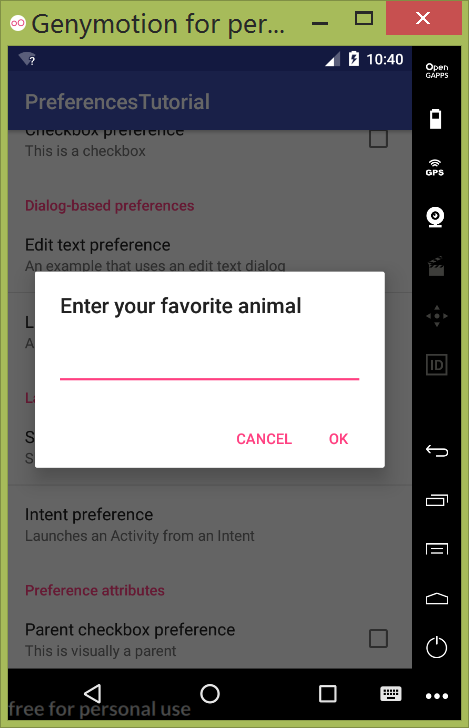 Genymotion for per...
Open
GAPPS
10:40
PreferencesTutorial
Checkbox preference
This is a checkbox
GPS
Dialog-based preferences
Edit text preference
An example that uses an edit text dialog
Enter your favorite animal
L
A
ID
La
CANCEL OK
S
S
Intent preference
Launches an Activity from an Intent
Preference attributes
Parent checkbox preference
This is visually a parent
free for personal use